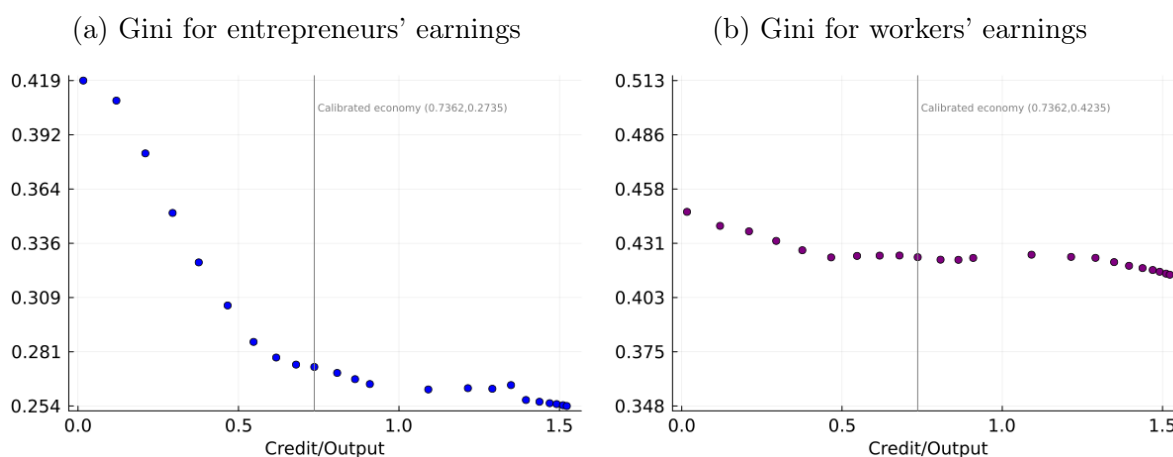 (a) Gini for entrepreneurs’ earnings
0.419
0.392
0.364
0.336
0.309
0.281
0.254
Calibrated economy (0.7362,0.2735)
0.0 0.5 1.0 1.5
Credit/Output
(b) Gini for workers’ earnings
0.513
0.486
0.458
0.431
0.403
0.375
0.348
Calibrated economy (0.7362,0.4235)
0.0 0.5 1.0 1.5
Credit/Output